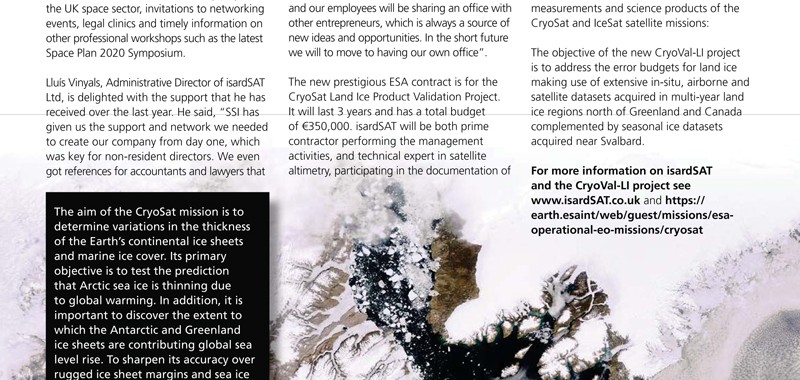 the UK space sector, invitations to networking
events, legal clinics and timely information on
other professional workshops such as the latest
Space Plan 2020 Symposium.
Lluís Vinyals, Administrative Director of isardSAT
Ltd, is delighted with the support that he has
received over the last year. He said, “SSI has
given us the support and network we needed
to create our company from day one, which
was key for non-resident directors. We even
got references for accountants and lawyers that
The aim of the CryoSat mission is to
determine variations in the thickness
of the Earth’s continental ice sheets
and marine ice cover. Its primary
objective is to test the prediction
that Arctic sea ice is thinning due
to global warming. In addition, it is
important to discover the extent to
which the Antarctic and Greenland
ice sheets are contributing global sea
level rise. To sharpen its accuracy over
rugged ice sheet margins and sea ice
and our employees will be sharing an office with
other entrepreneurs, which is always a source of
new ideas and opportunities. In the short future
we will to move to having our own office”.
The new prestigious ESA contract is for the
CryoSat Land Ice Product Validation Project.
It will last 3 years and has a total budget
of €350,000. isardSAT will be both prime
contractor performing the management
activities, and technical expert in satellite
altimetry, participating in the documentation of
measurements and science products of the
CryoSat and IceSat satellite missions:
The objective of the new CryoVal-LI project
is to address the error budgets for land ice
making use of extensive in-situ, airborne and
satellite datasets acquired in multi-year land
ice regions north of Greenland and Canada
complemented by seasonal ice datasets
acquired near Svalbard.
For more information on isardSAT
and the CryoVal-LI project see
www.isardSAT.co.uk and https://
earth.esaint/web/guest/missions/esa-
operational-eo-missions/cryosat